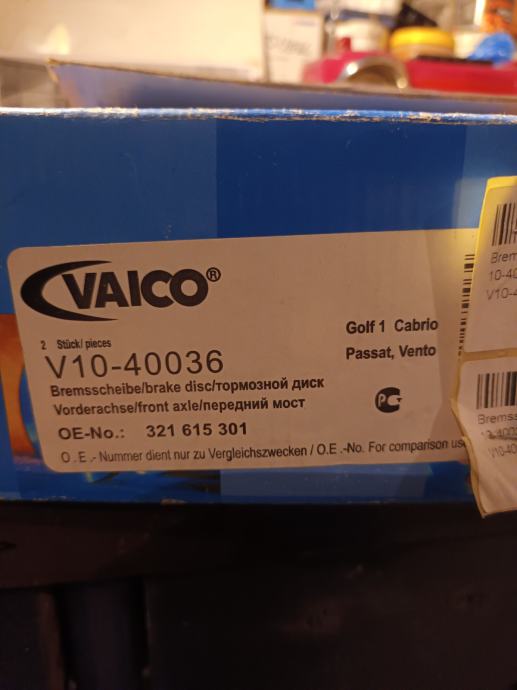 VAICO®
2 Stück/ pieces
V10-40036
Bremsscheibe/brake disc/тормозной диск
Vorderachse/front axle/передний мост
OE-No.: 321 615 301
O.E.- Nummer dient nur zu Vergleichszwecken / O.E.-No. For comparison
Golf 1 Cabrio
Passat, Vento